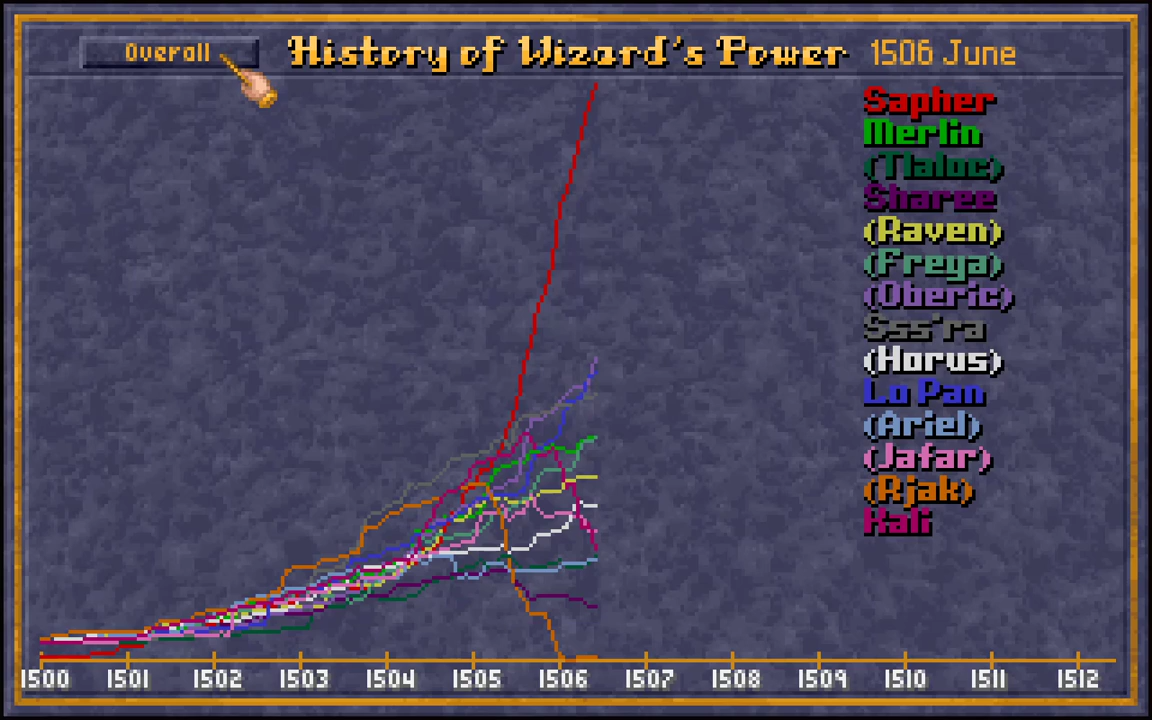 Overall History of Wizard's Power 1506 June
Sapher
Merlin
(Tlaloc)
Sharee
(Raven)
(Freya)
(Oberic)
Sss'ra
(Horus)
Lo Pan
(Ariel)
(Jafar)
(Rjak)
Kali
1500 1501 1502 1503 1504 1505 1506 1507 1508 1509 1510 1511 1512